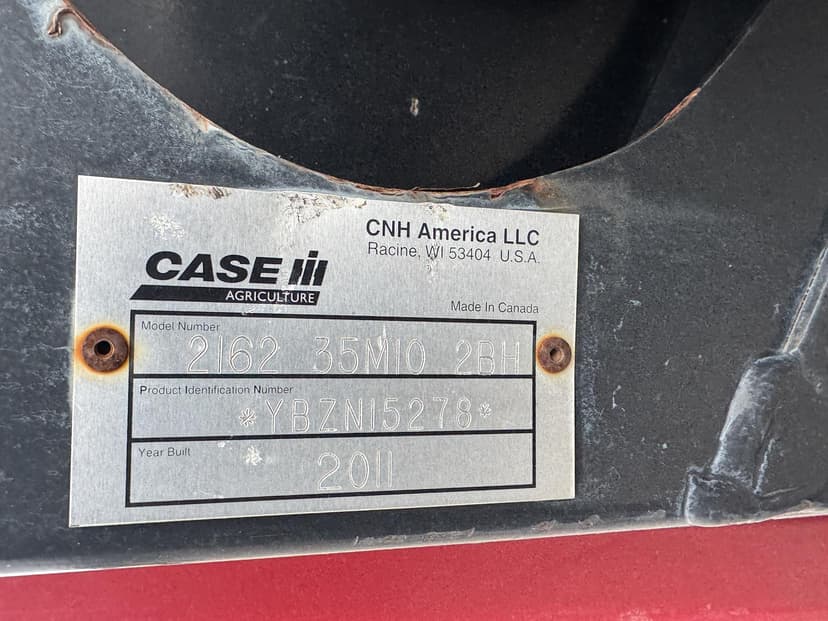 CNH America LLC
Racine, WI 53404 U.S.A.
CASE IH
AGRICULTURE
Made In Canada
Model Number
2162 35M10 2BH
Product Identification Number
*YBZN15278*
Year Built
2011